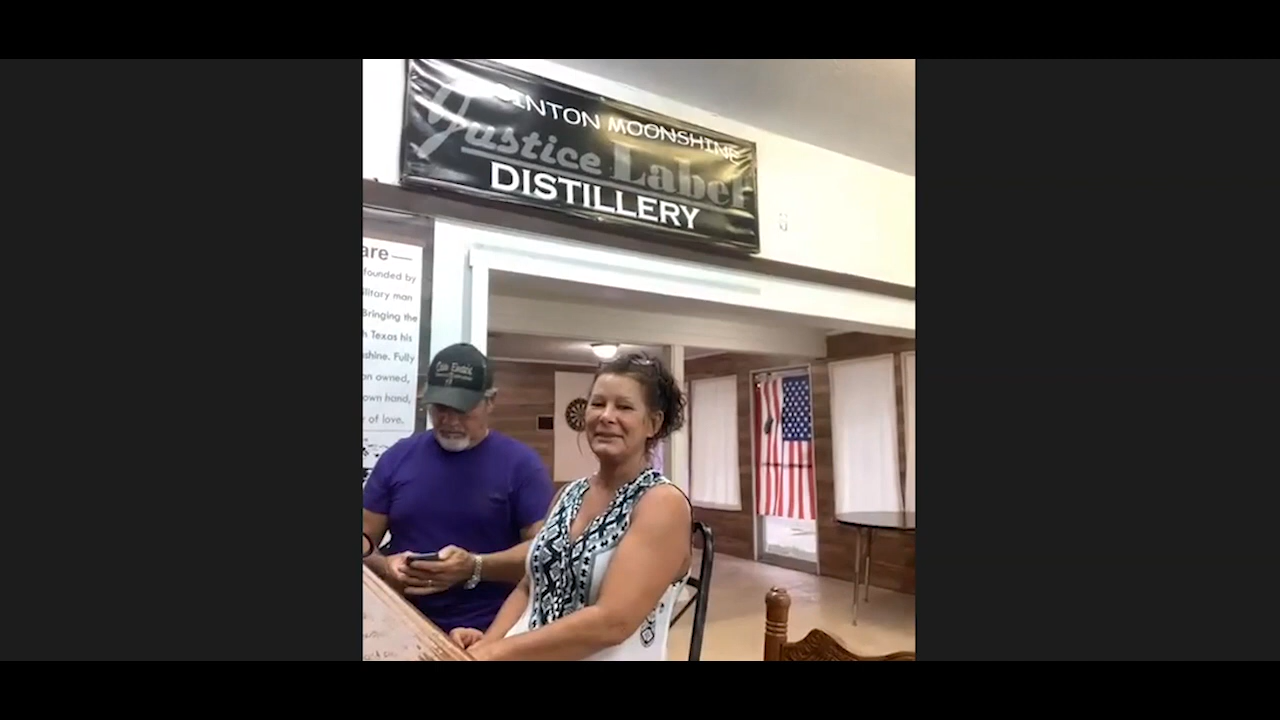 INTON MOONSHINE
Justice Label
DISTILLERY
are
founded by
litary man
Bringing the
h Texas his
shine. Fully
an owned,
own hand,
of love.